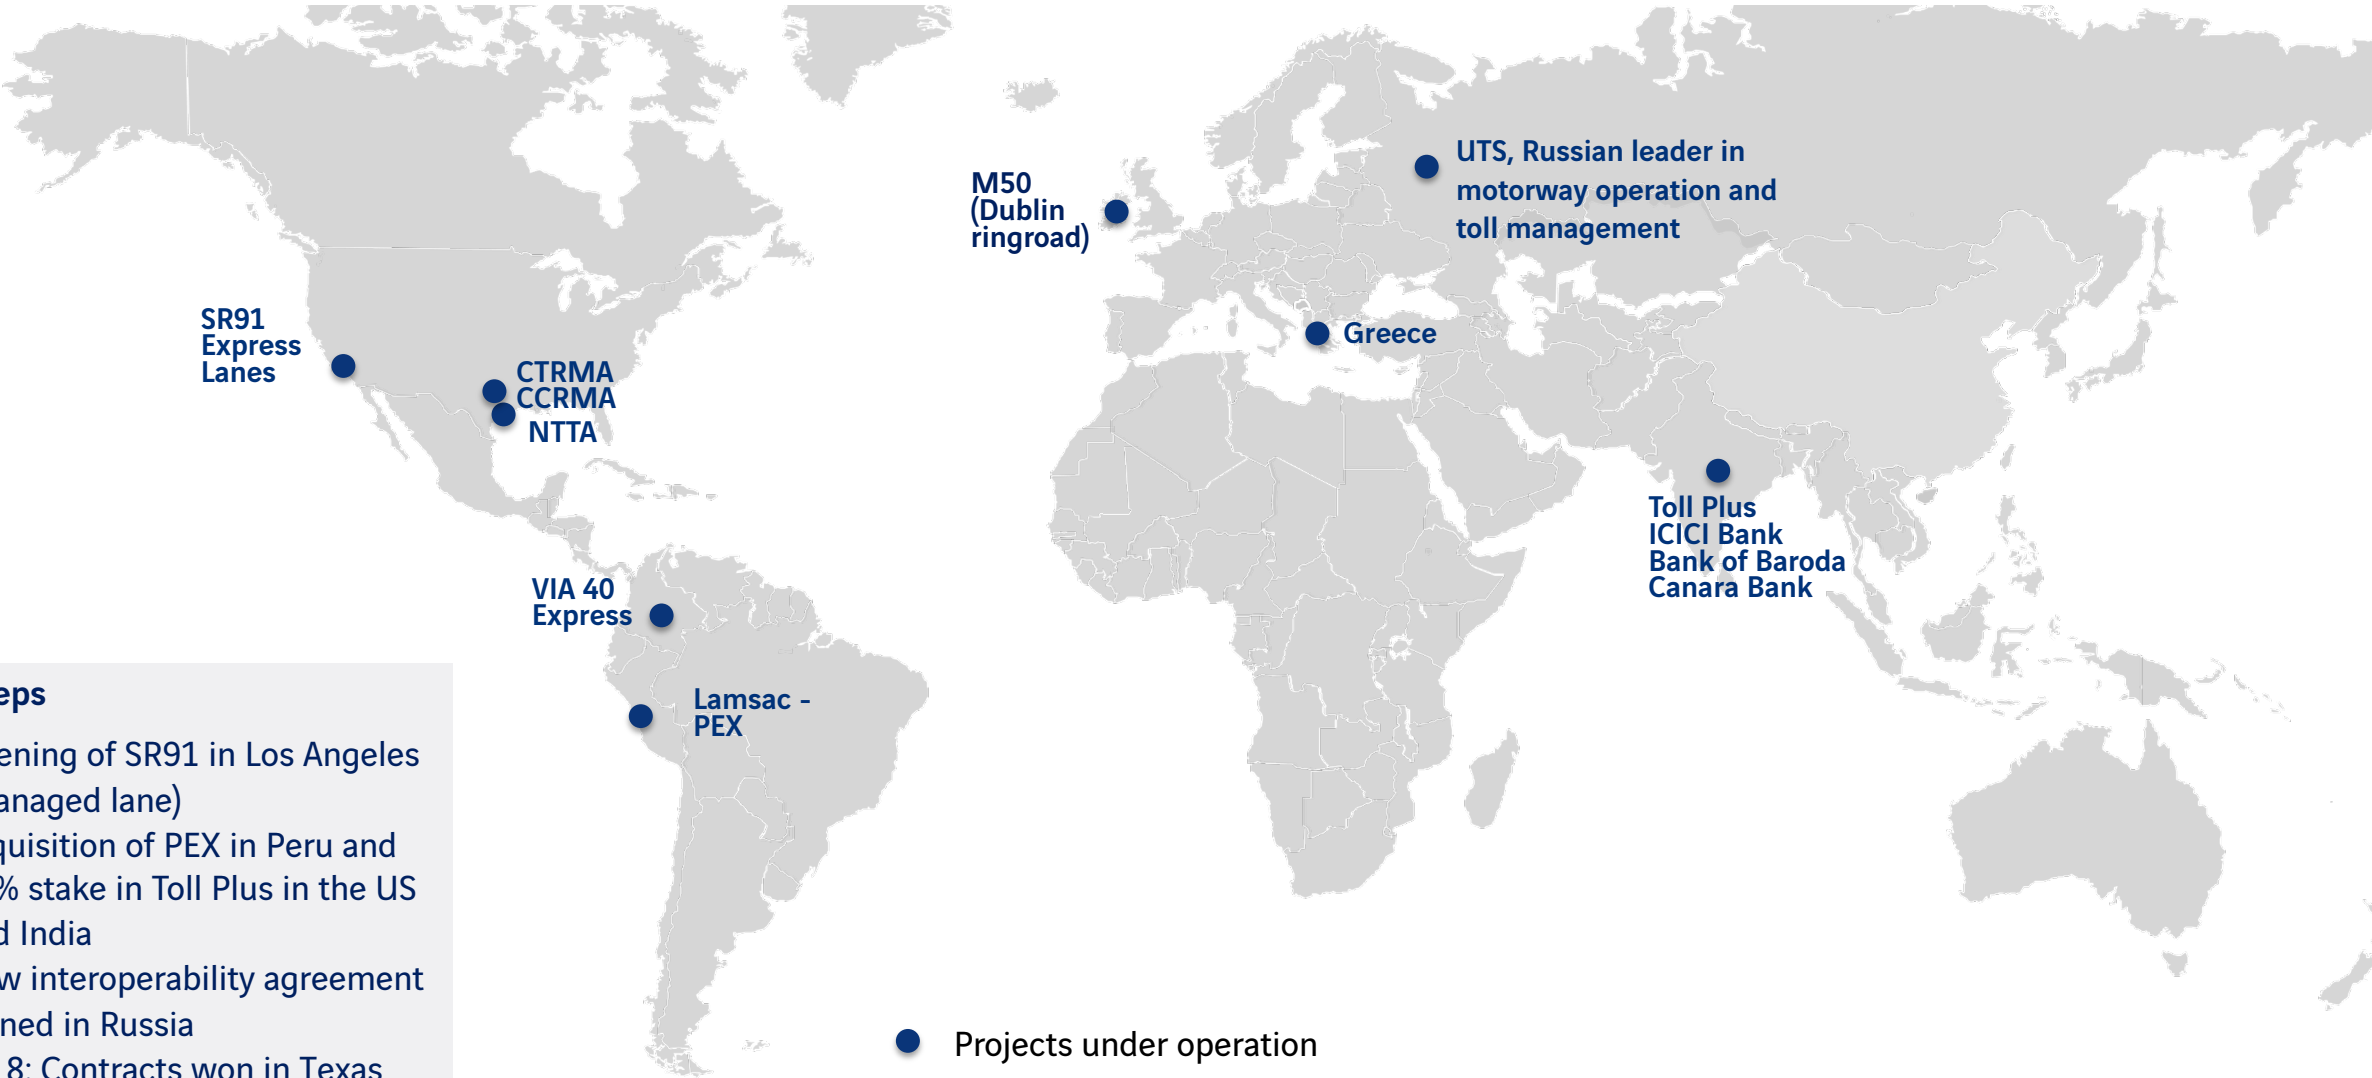 UTS, Russian leader in
motorway operation and
toll management
M50
(Dublin
ringroad)
SR91
Express
Lanes
Greece
CTRMA
CCRMA
NTTA
Toll Plus
ICICI Bank
Bank of Baroda
Canara Bank
VIA 40
Express
Lamsac -
PEX
eps
ening of SR91 in Los Angeles
anaged lane)
quisition of PEX in Peru and
% stake in Toll Plus in the US
d India
w interoperability agreement
ned in Russia
8: Contracts won in Texas
Projects under operation